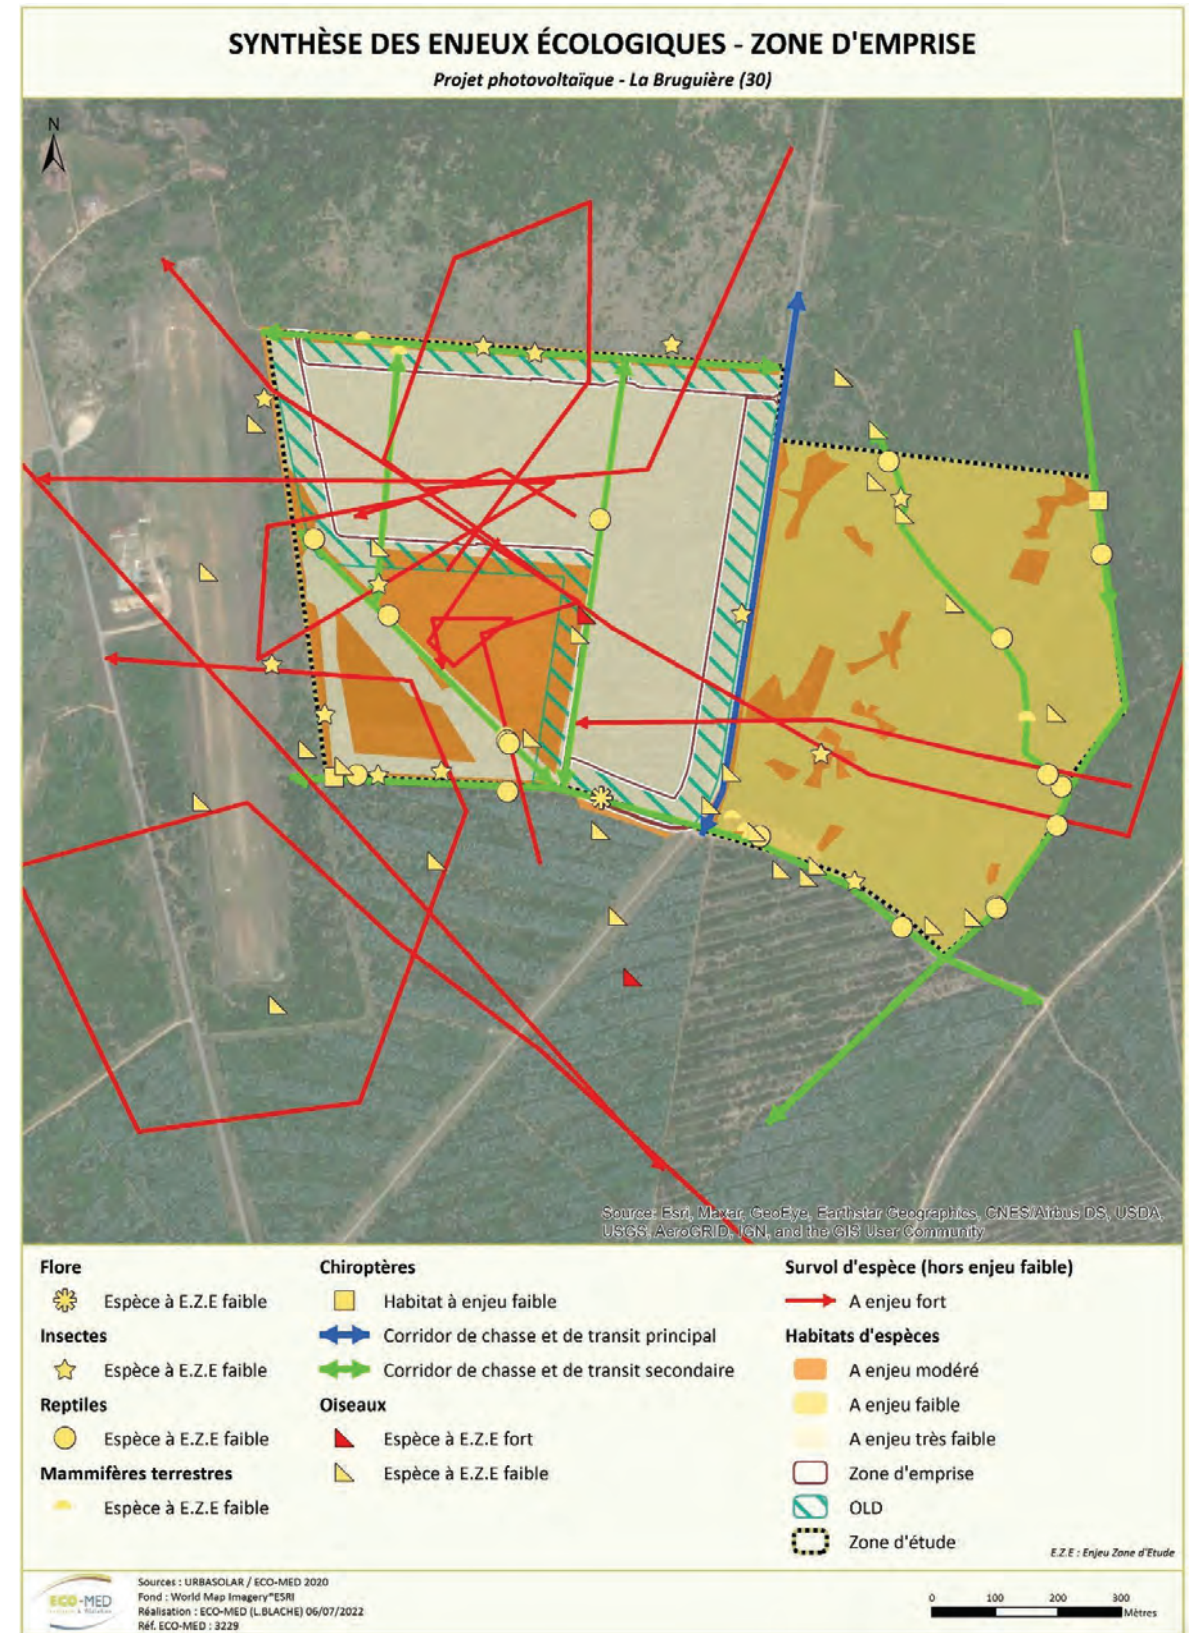 SYNTHÈSE DES ENJEUX ÉCOLOGIQUES - ZONE D'EMPRISE
Projet photovoltaïque - La Bruguière (30)
N
Source: Esri, Maxar, GeoEye, Earthstar Geographics, CNES/Airbus DS, USDA,
USGS, AeroGRID, IGN, and the GIS User Community
Flore
Espèce à E.Z.E faible
Insectes
Espèce à E.Z.E faible
Reptiles
Espèce à E.Z.E faible
Mammifères terrestres
Espèce à E.Z.E faible
Chiroptères
Habitat à enjeu faible
Corridor de chasse et de transit principal
Corridor de chasse et de transit secondaire
Oiseaux
Espèce à E.Z.E fort
Espèce à E.Z.E faible
Survol d'espèce (hors enjeu faible)
A enjeu fort
Habitats d'espèces
A enjeu modéré
A enjeu faible
A enjeu très faible
Zone d'emprise
OLD
Zone d'étude
E.Z.E : Enjeu Zone d'Etude
ECO-MED
Sources : URBASOLAR / ECO-MED 2020
Fond : World Map Imagery"ESRI
Réalisation : ECO-MED (L.BLACHE) 06/07/2022
Réf. ECO-MED : 3229
0 100 200 300
Mètres